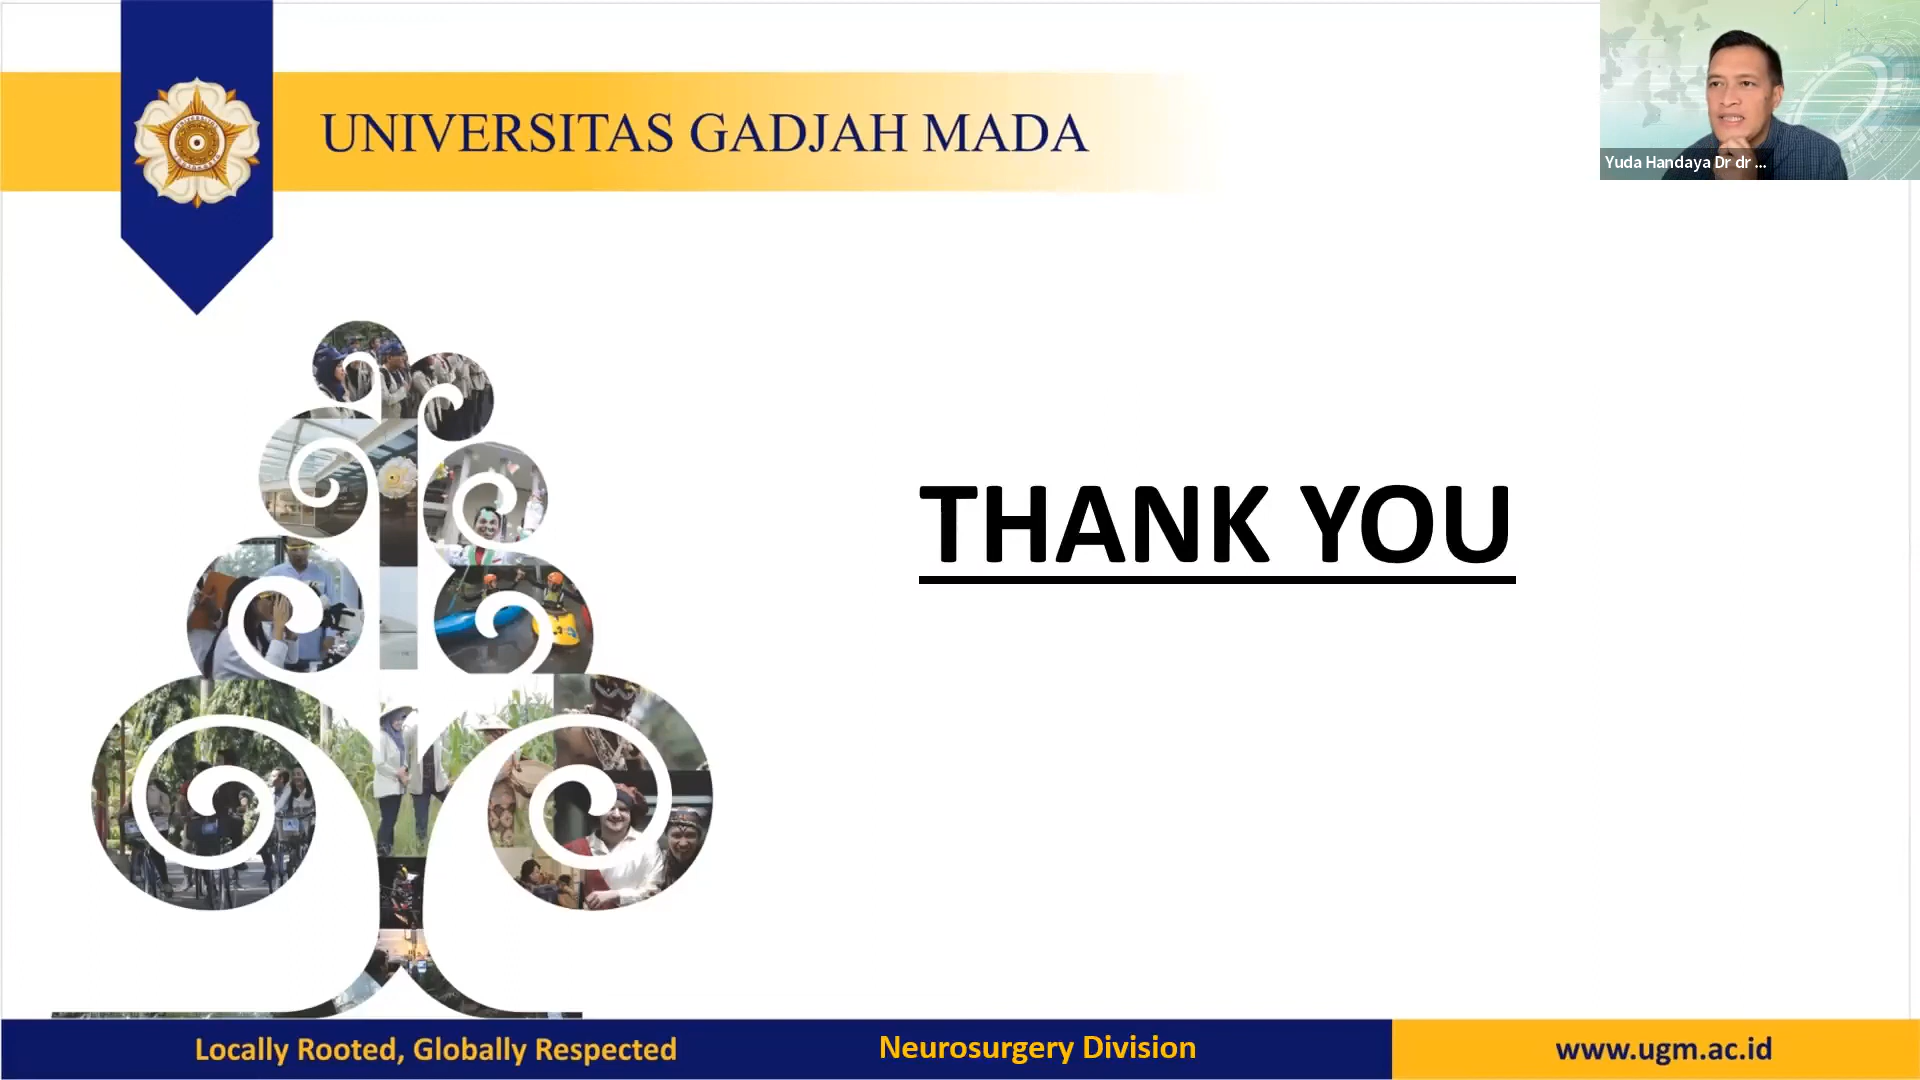 UNIVERSITAS GADJAH MADA
Yuda Handaya Dr dr ...
THANK YOU
Locally Rooted, Globally Respected
Neurosurgery Division
www.ugm.ac.id